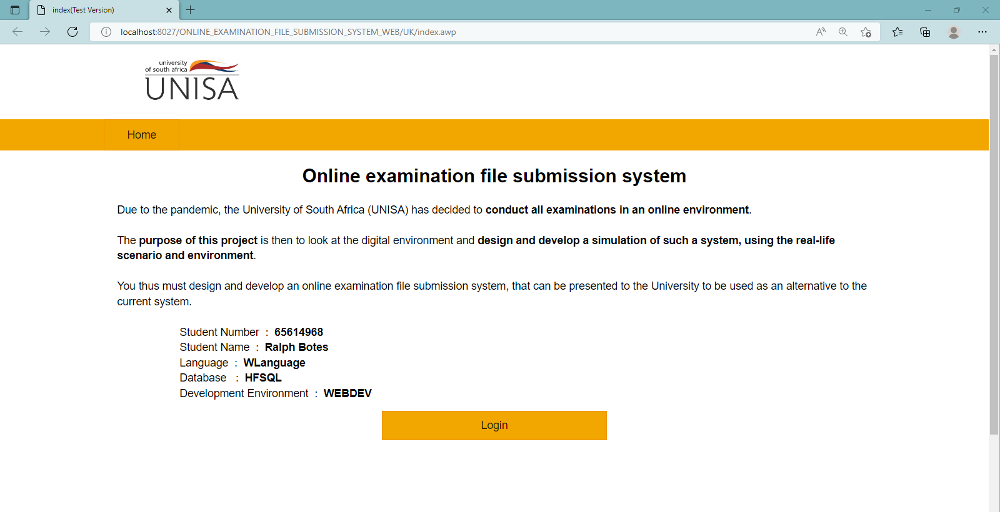 index(Test Version)
localhost:8027/ONLINE_EXAMINATION_FILE_SUBMISSION_SYSTEM_WEB/UK/index.awp
university
of south africa
UNISA
Home
Online examination file submission system
Due to the pandemic, the University of South Africa (UNISA) has decided to conduct all examinations in an online environment.
The purpose of this project is then to look at the digital environment and design and develop a simulation of such a system, using the real-life
scenario and environment.
You thus must design and develop an online examination file submission system, that can be presented to the University to be used as an alternative to the
current system.
Student Number : 65614968
Student Name : Ralph Botes
Language : WLanguage
Database : HFSQL
Development Environment : WEBDEV
Login